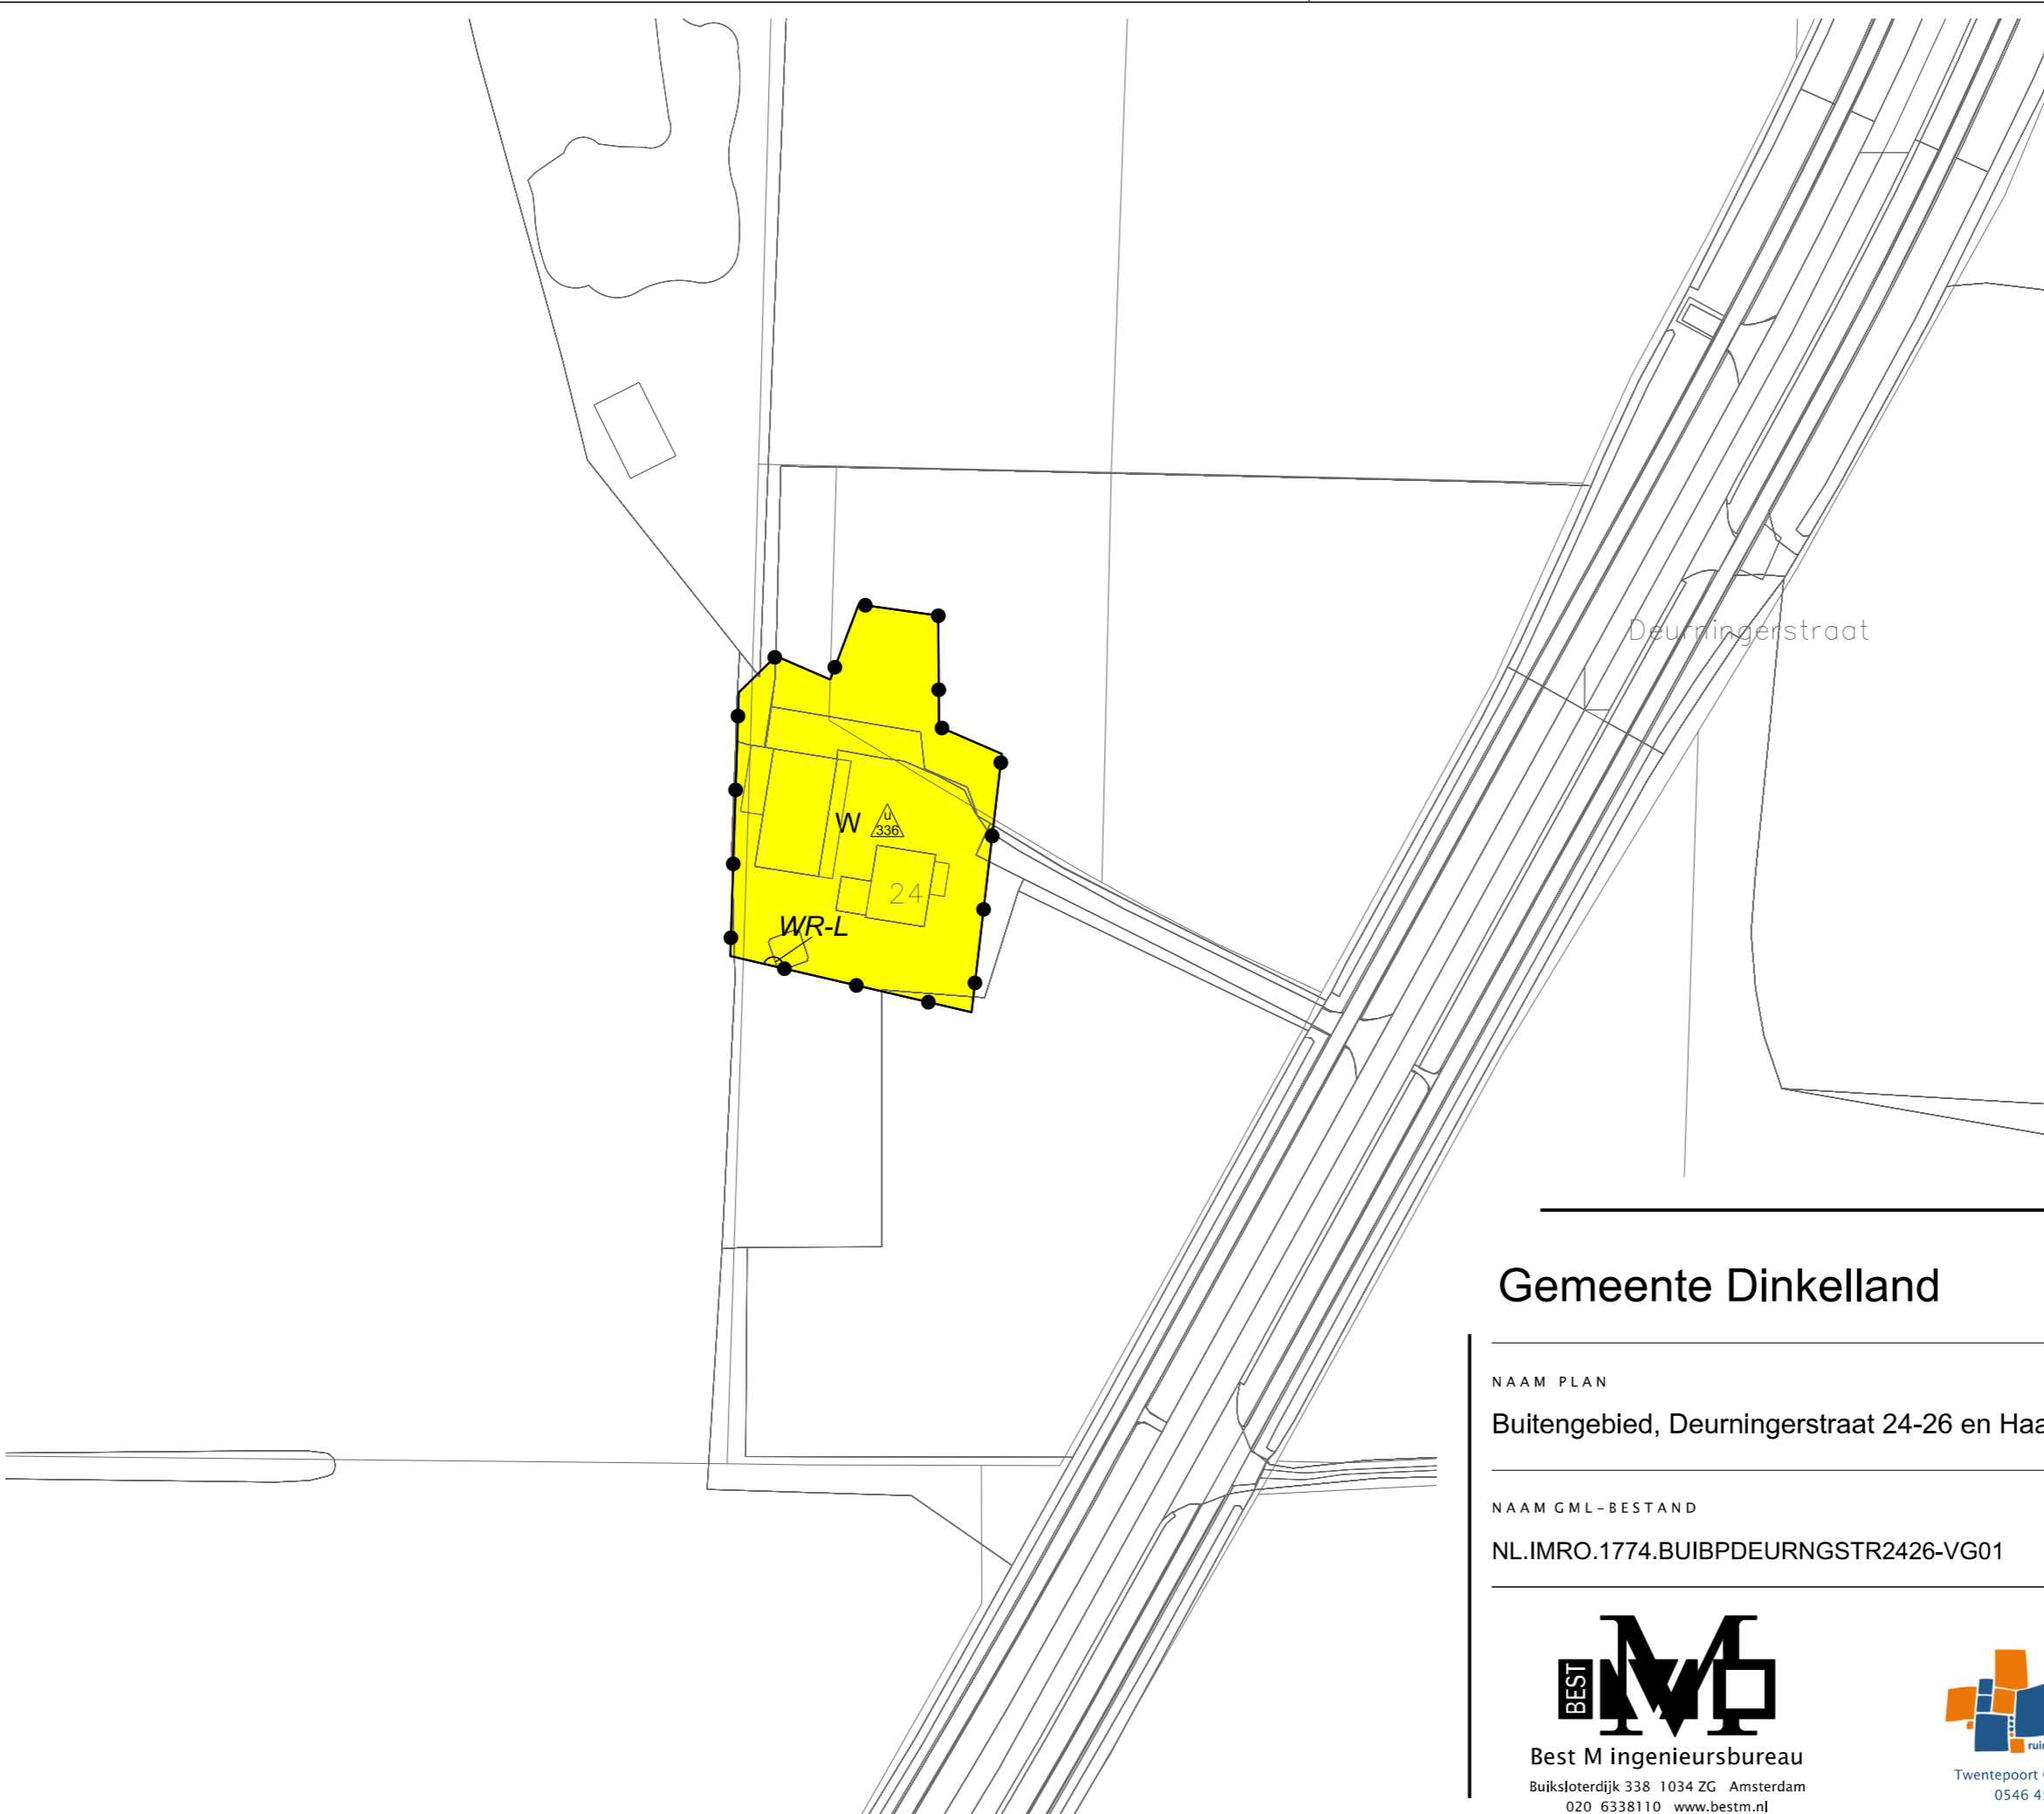 Deurningerstraat
W
u
336
24
WR-L
Gemeente Dinkelland
NAAM PLAN
Buitengebied, Deurningerstraat 24-26 en
NAAM GML-BESTAND
NL.IMRO.1774.BUIBPDEURNGSTR2426-VG01
BEST
M
Best M ingenieursbureau
Buiksloterdijk 338 1034 ZG Amsterdam
020 6338110 www.bestm.nl
Twentepoort
0546